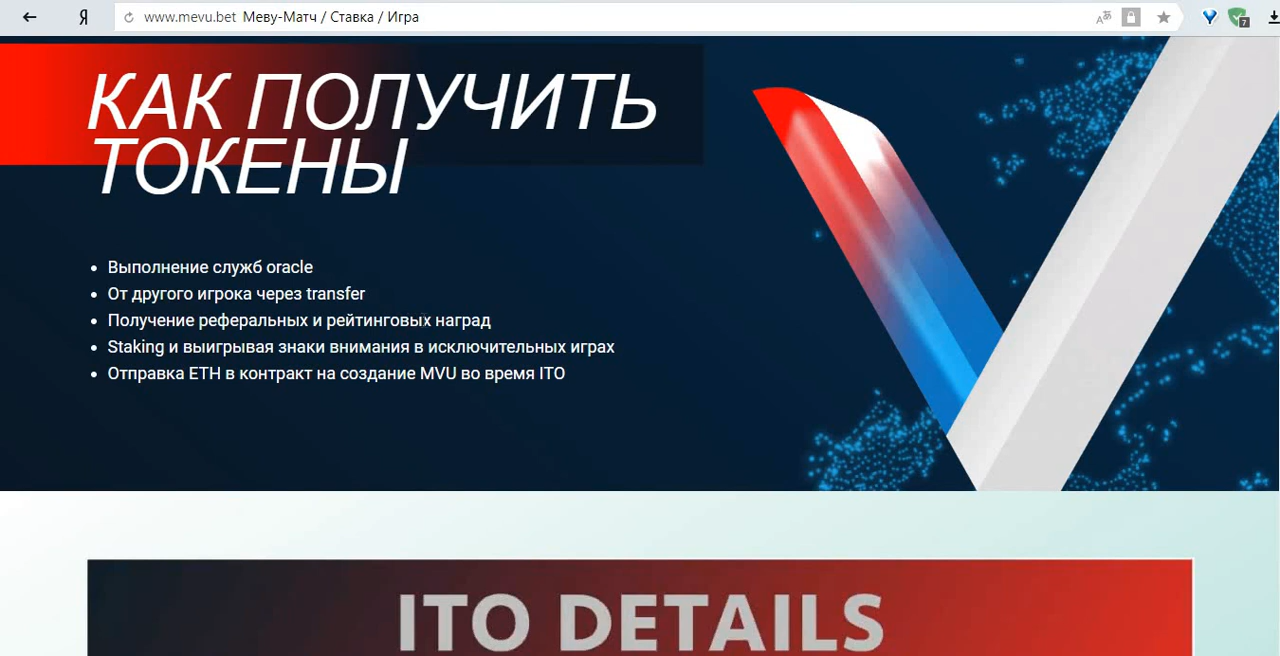 Я
www.mevu.bet Меву-Матч / Ставка / Игра
7
КАК ПОЛУЧИТЬ
ТОКЕНЫ
Выполнение служб oracle
От другого игрока через transfer
Получение реферальных и рейтинговых наград
Staking и выигрывая знаки внимания в исключительных играх
Отправка ETH в контракт на создание MVU во время ITO
ITO DETAILS